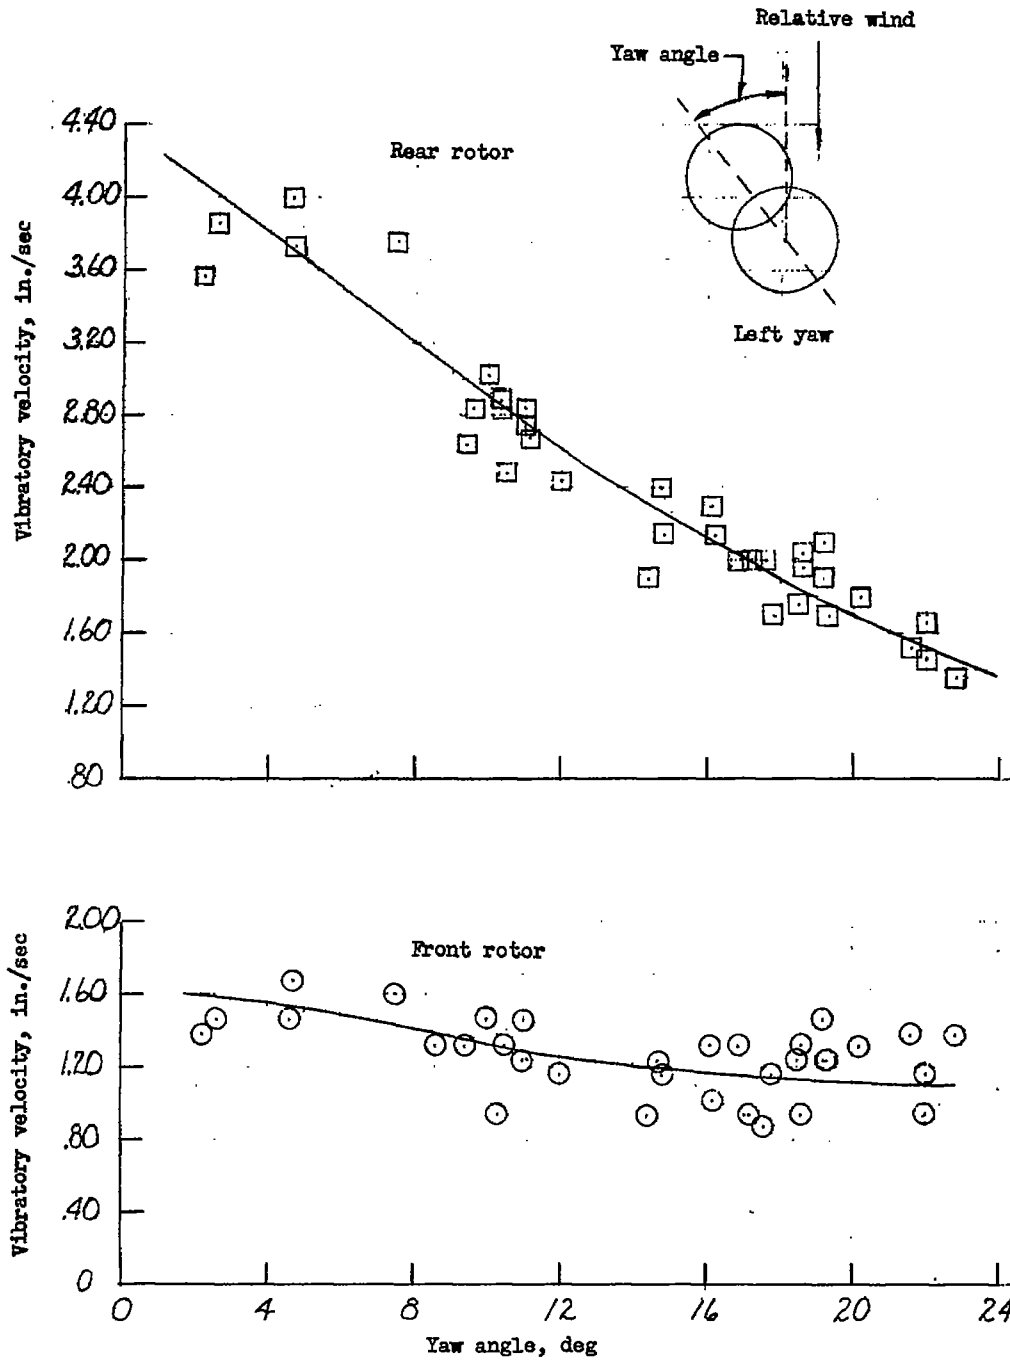 Relative wind
Yaw angle
Rear rotor
Left yaw
Vibratory velocity, in./sec
4.40
4.00
3.60
3.20
2.80
2.40
2.00
1.60
1.20
.80
Front rotor
Vibratory velocity, in./sec
2.00
1.60
1.20
.80
.40
0
0 4 8 12 16 20 24
Yaw angle, deg